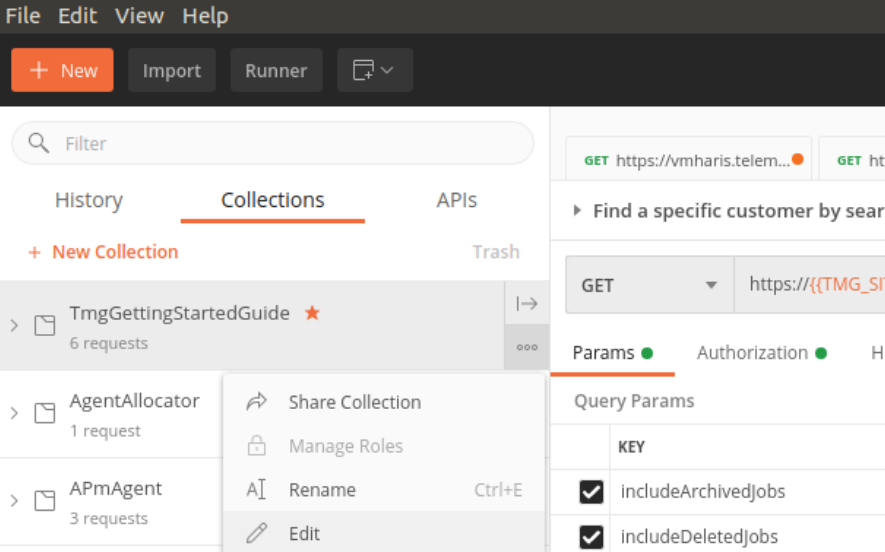 File Edit View Help
+ New Import Runner
Filter
History Collections APIs
+ New Collection Trash
TmgGettingStartedGuide
6 requests
AgentAllocator
1 request
APmAgent
3 requests
Share Collection
Manage Roles
Rename Ctrl+E
Edit
GET https://vmharis.telem... GET ht
Find a specific customer by sear
GET https://{{TMG_SI
Params Authorization H
Query Params
KEY
includeArchivedJobs
includeDeletedJobs